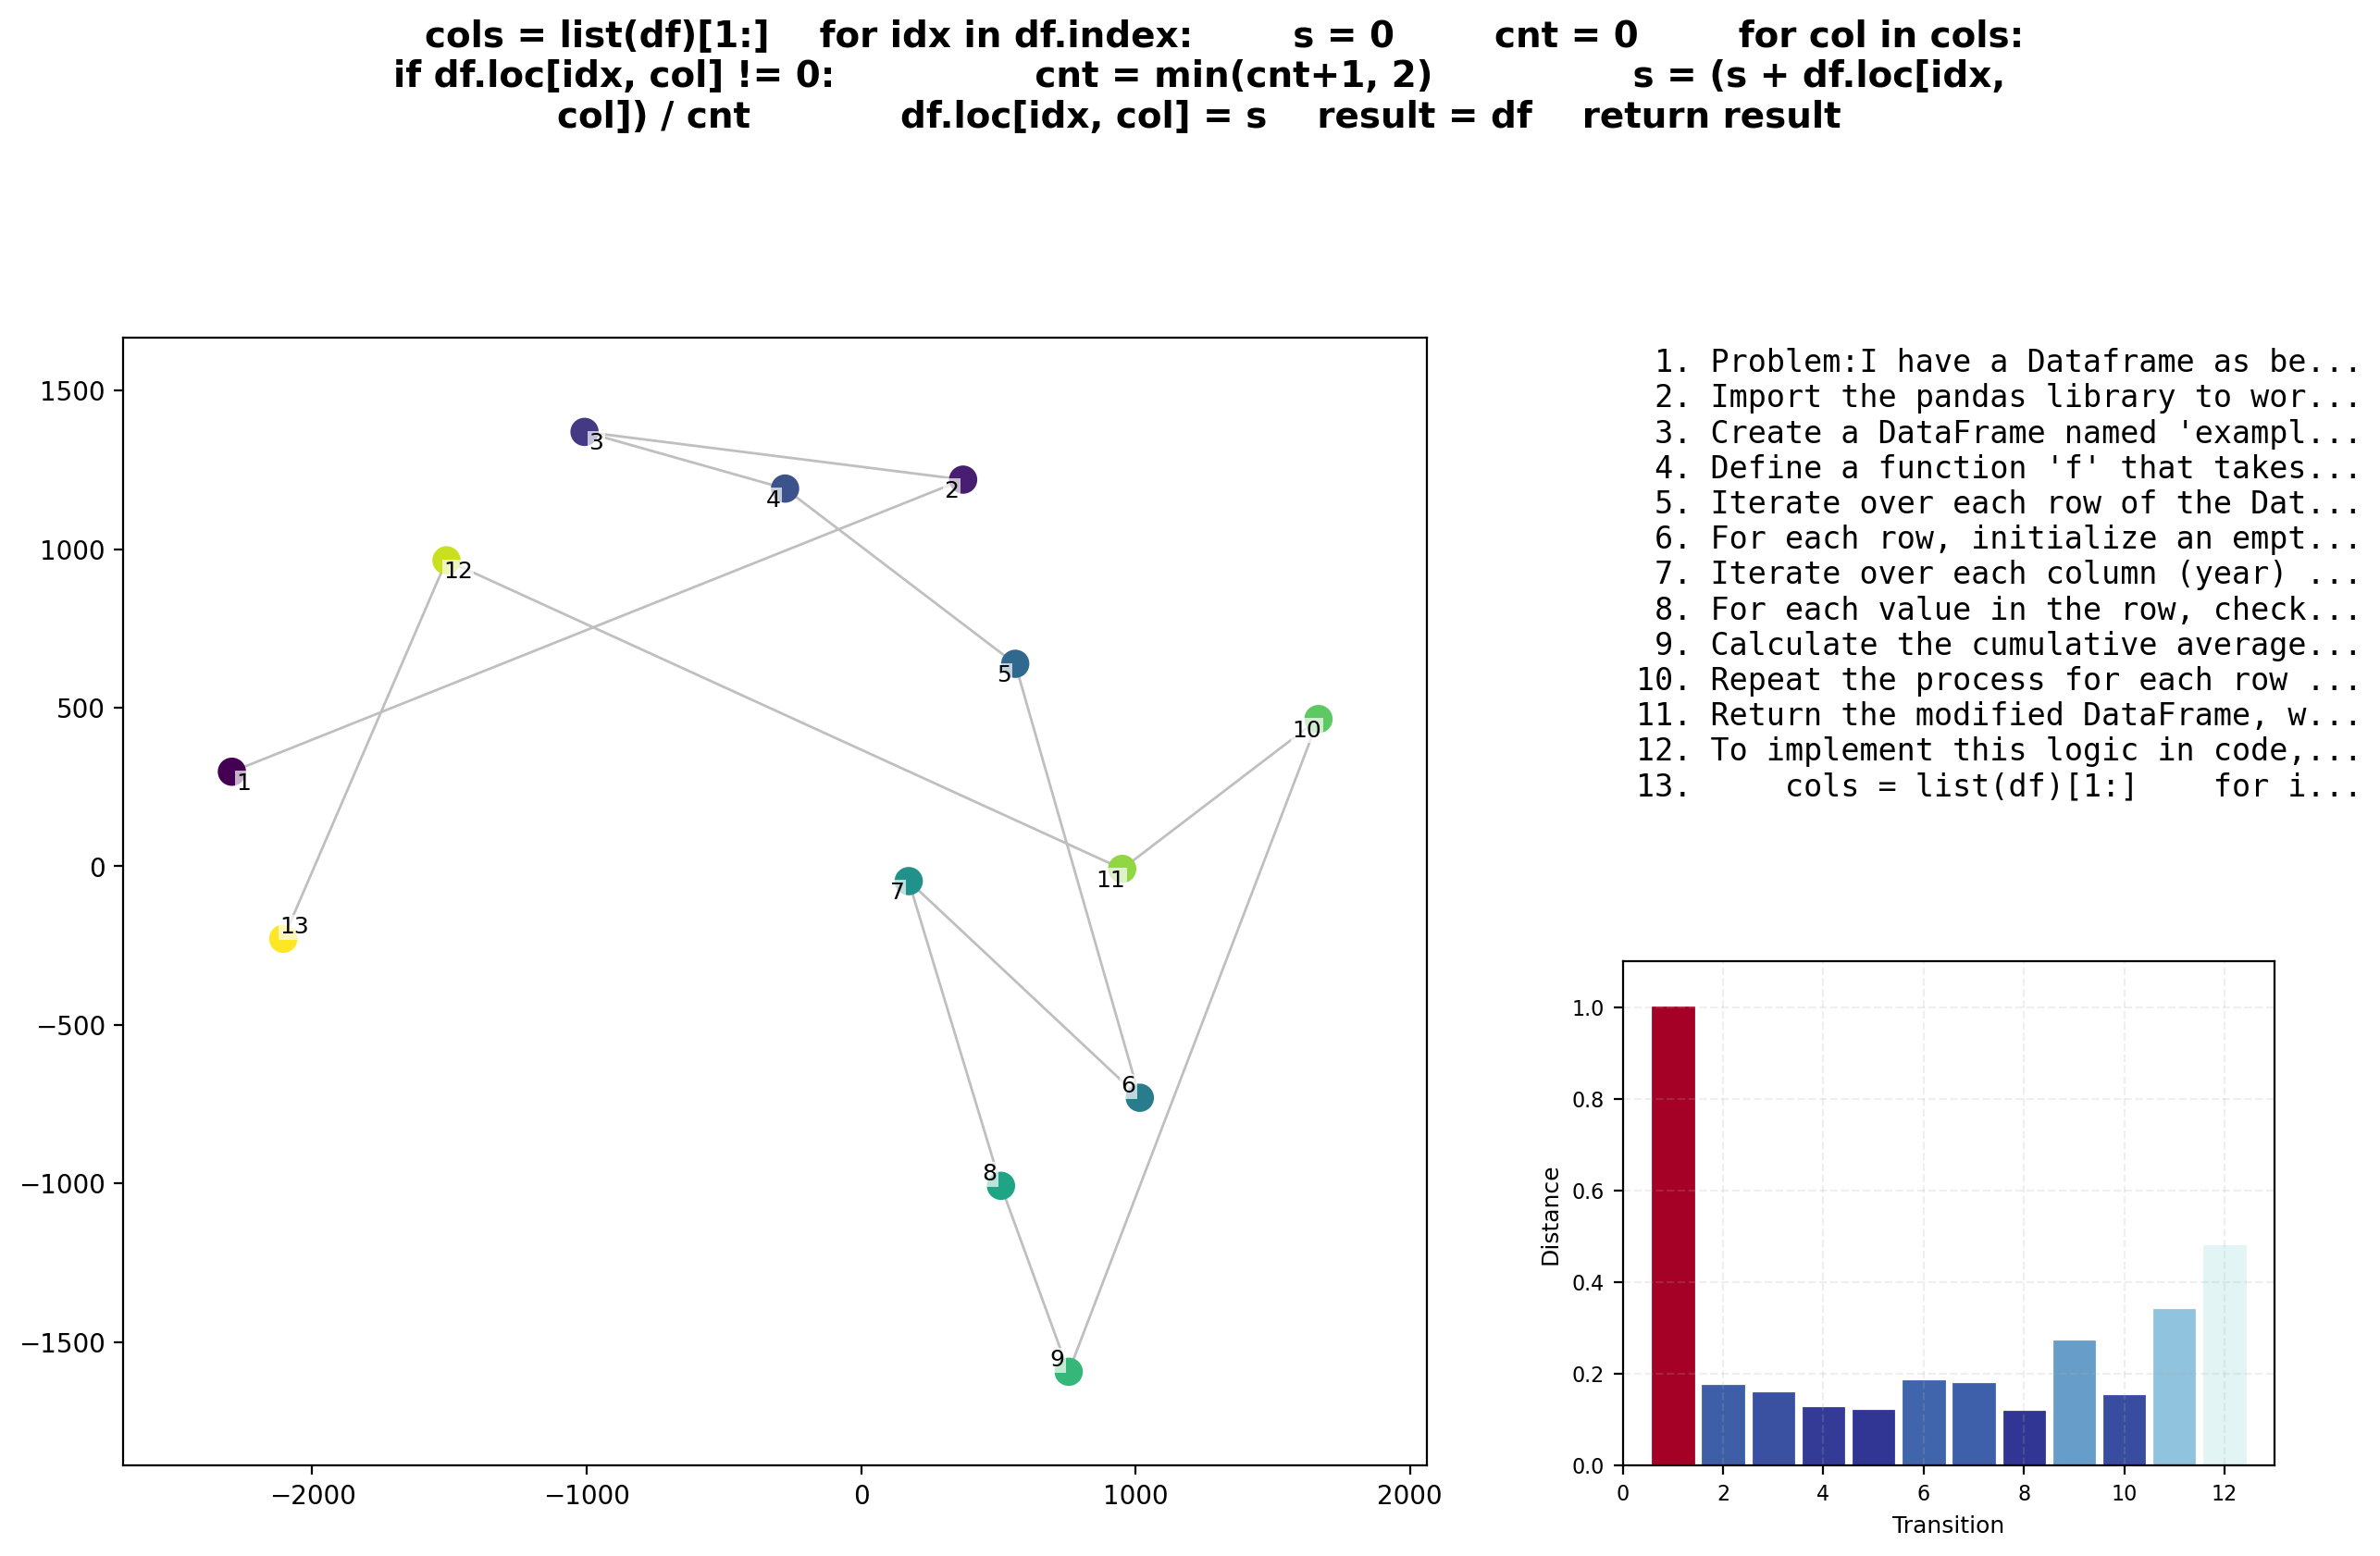 cols = list(df)[1:]    for idx in df.index:        s = 0        cnt = 0        for col in cols:
if df.loc[idx, col] != 0:                cnt = min(cnt+1, 2)                s = (s + df.loc[idx,
col]) / cnt            df.loc[idx, col] = s    result = df    return result
1500
1000
500
0
−500
−1000
−1500
−2000
−1000
0
1000
2000
1
2
3
4
5
6
7
8
9
10
11
12
13
1. Problem:I have a Dataframe as be...
2. Import the pandas library to wor...
3. Create a DataFrame named 'exampl...
4. Define a function 'f' that takes...
5. Iterate over each row of the Dat...
6. For each row, initialize an empt...
7. Iterate over each column (year) ...
8. For each value in the row, check...
9. Calculate the cumulative average...
10. Repeat the process for each row ...
11. Return the modified DataFrame, w...
12. To implement this logic in code,...
13.     cols = list(df)[1:]    for i...
Distance
1.0
0.8
0.6
0.4
0.2
0.0
0
2
4
6
8
10
12
Transition